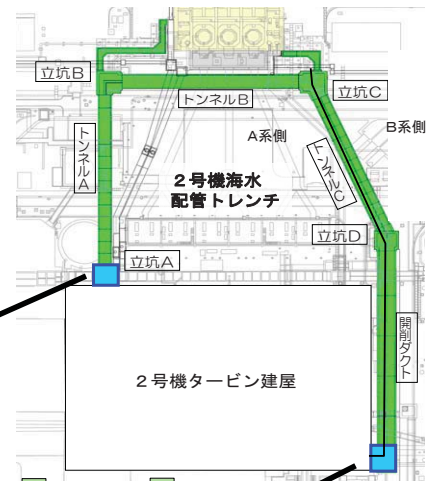 立坑B
立坑C
トンネルB
A系側
B系側
トンネルA
トンネルC
2号機海水
配管トレンチ
立坑D
立坑A
開削ダクト
2号機タービン建屋